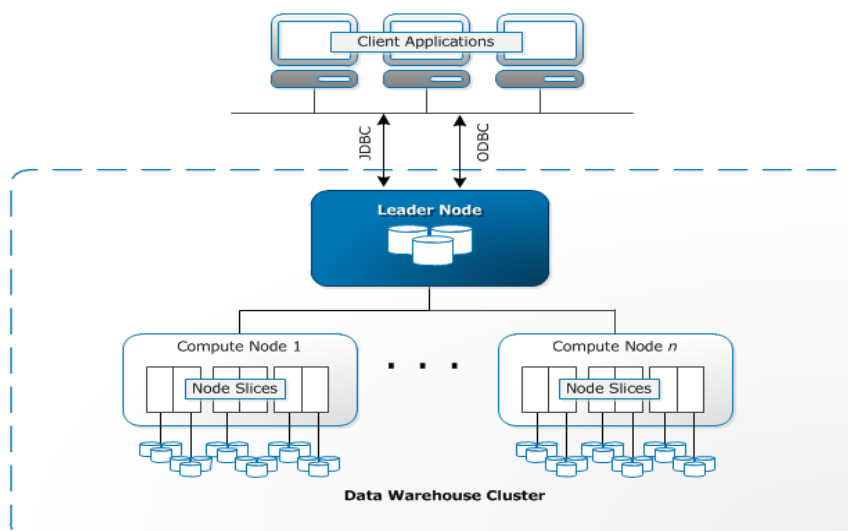 Client Applications
JDBC
ODBC
Leader Node
Compute Node 1
Node Slices
. . .
Compute Node n
Node Slices
Data Warehouse Cluster